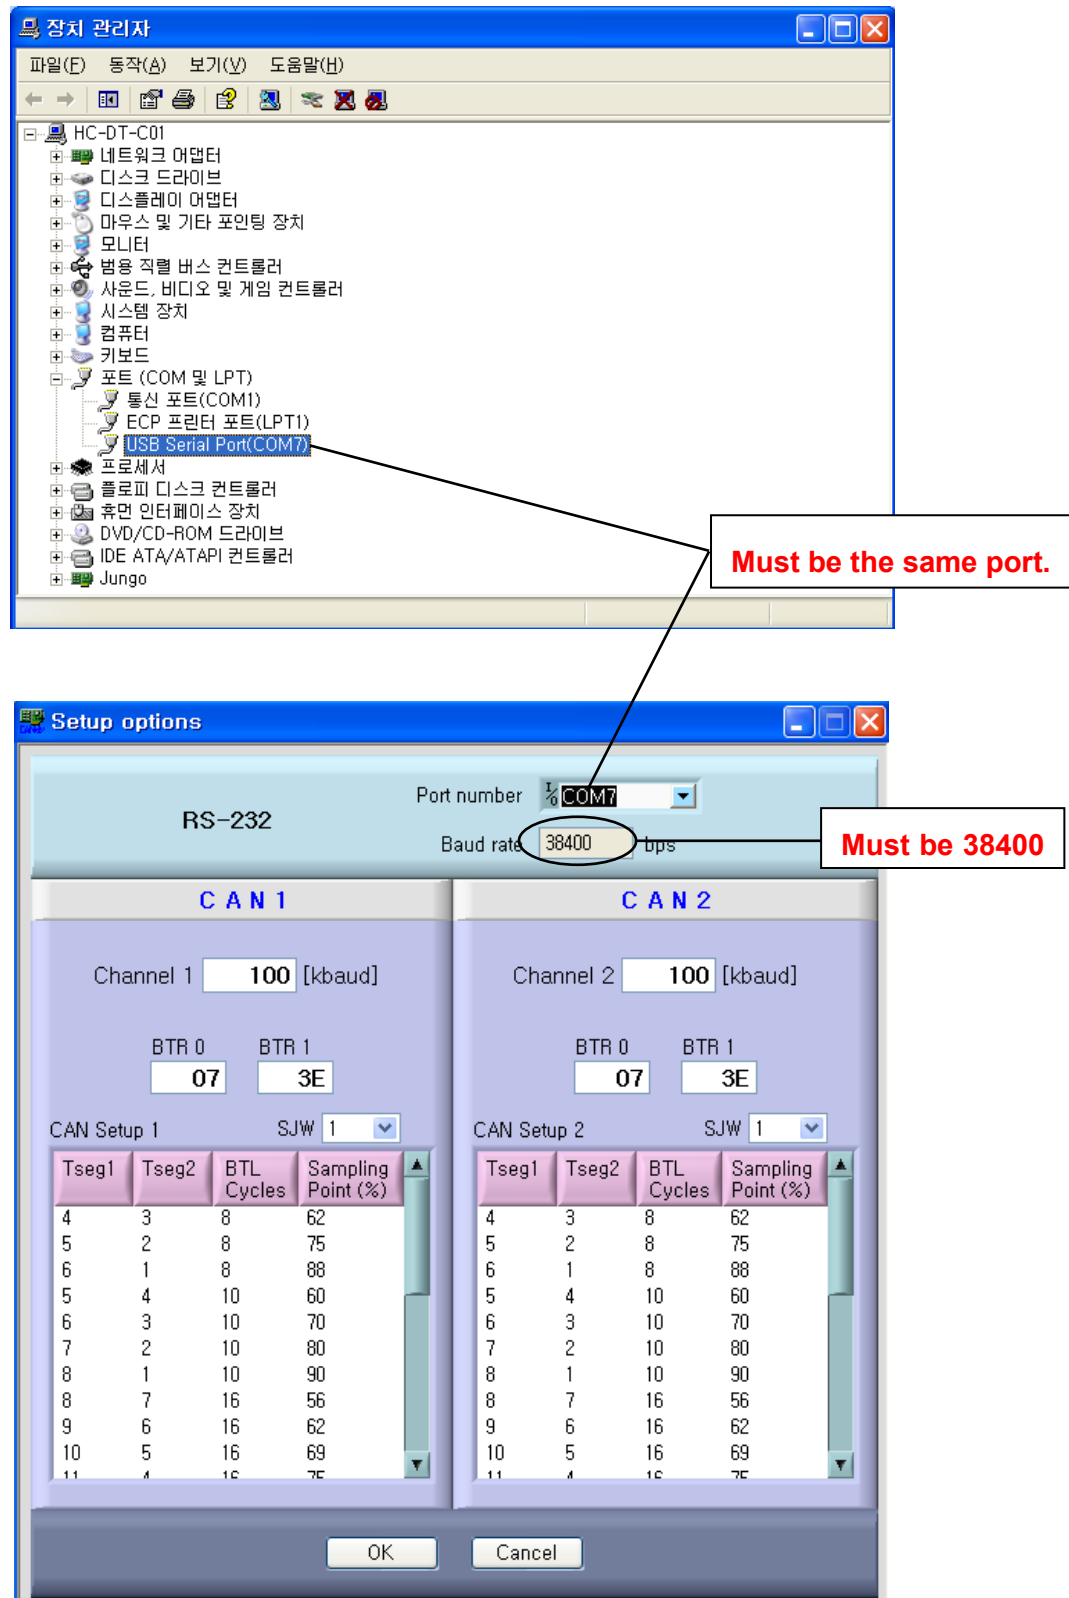 장치 관리자
파일(F) 동작(A) 보기(V) 도움말(H)
HC-DT-C01
네트워크 어댑터
디스크 드라이브
디스플레이 어댑터
마우스 및 기타 포인팅 장치
모니터
범용 직렬 버스 컨트롤러
사운드, 비디오 및 게임 컨트롤러
시스템 장치
컴퓨터
키보드
포트 (COM 및 LPT)
통신 포트(COM1)
ECP 프린터 포트(LPT1)
USB Serial Port(COM7)
프로세서
플로피 디스크 컨트롤러
휴먼 인터페이스 장치
DVD/CD-ROM 드라이브
IDE ATA/ATAPI 컨트롤러
Jungo
Must be the same port.
Setup options
RS-232
Port number COM7
Baud rate 38400 bps
Must be 38400
CAN1
Channel 1 100 [kbaud]
BTR 0 BTR 1
07 3E
CAN Setup 1 SJW 1
Tseg1 Tseg2 BTL Cycles Sampling Point (%)
4 3 8 62
5 2 8 75
6 1 8 88
5 4 10 60
6 3 10 70
7 2 10 80
8 1 10 90
8 7 16 56
9 6 16 62
10 5 16 69
11 4 16 75
CAN2
Channel 2 100 [kbaud]
BTR 0 BTR 1
07 3E
CAN Setup 2 SJW 1
Tseg1 Tseg2 BTL Cycles Sampling Point (%)
4 3 8 62
5 2 8 75
6 1 8 88
5 4 10 60
6 3 10 70
7 2 10 80
8 1 10 90
8 7 16 56
9 6 16 62
10 5 16 69
11 4 16 75
OK Cancel